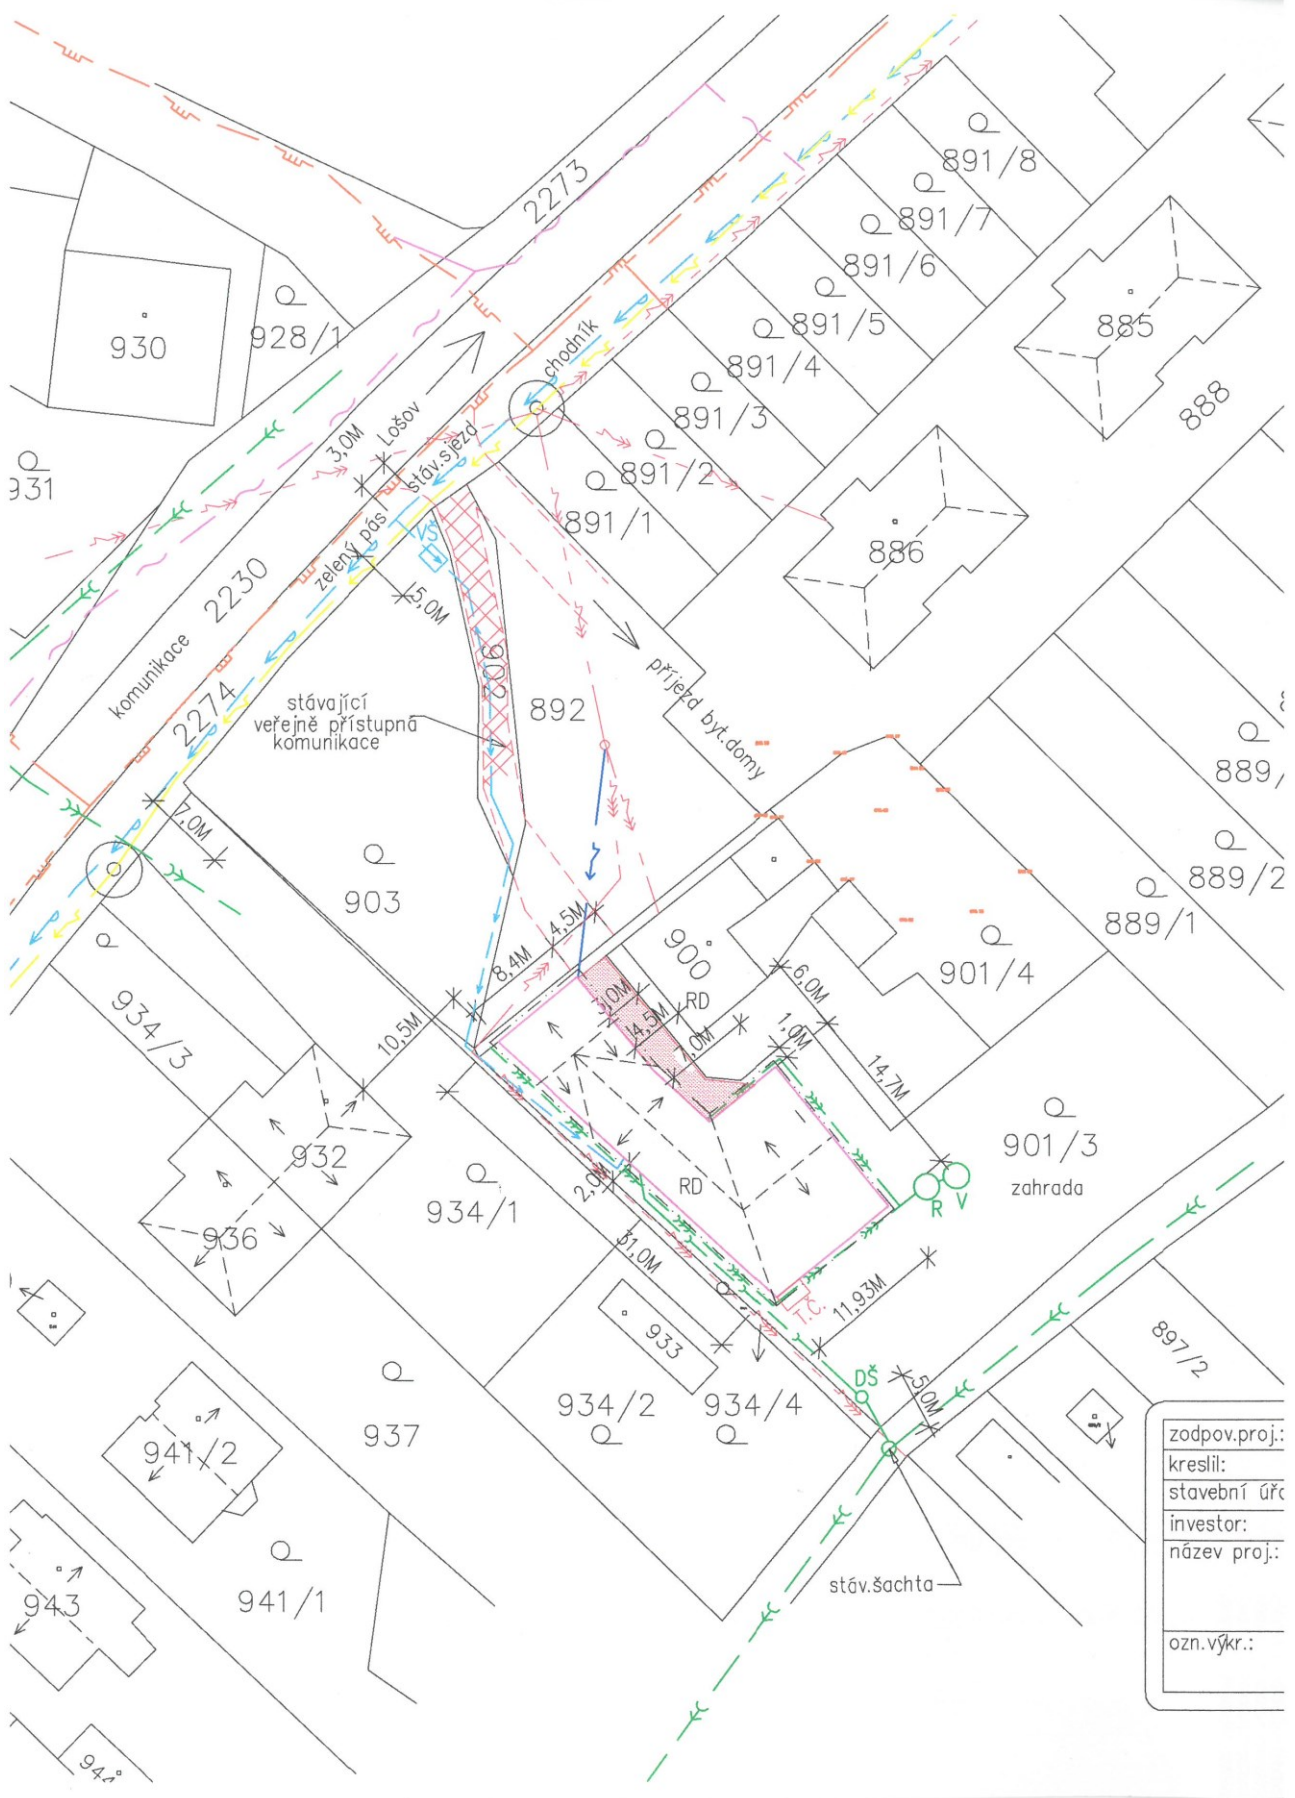 2273
891/8
891/7
891/6
891/5
891/4
891/3
891/2
891/1
885
888
886
930
928/1
931
chodník
Lošov
3,0M
stáv.sjezd
zelený pás
VŠ
5,0M
2230
komunikace
2274
902
892
příjezd byt.domy
stávající
veřejně přístupná
komunikace
7,0M
903
889/2
889/1
901/4
900
RD
4,5M
8,4M
10,5M
6,0M
1,0M
14,7M
3,0M
4,5M
7,0M
934/3
932
936
934/1
2,0M
RD
31,0M
901/3
zahrada
R
V
T.Č.
11,93M
933
897/2
DŠ
5,0M
934/2
934/4
937
941/2
943
941/1
stáv.šachta
zodpov.proj.:
kreslil:
stavební úřa
investor:
název proj.:
ozn.výkr.: